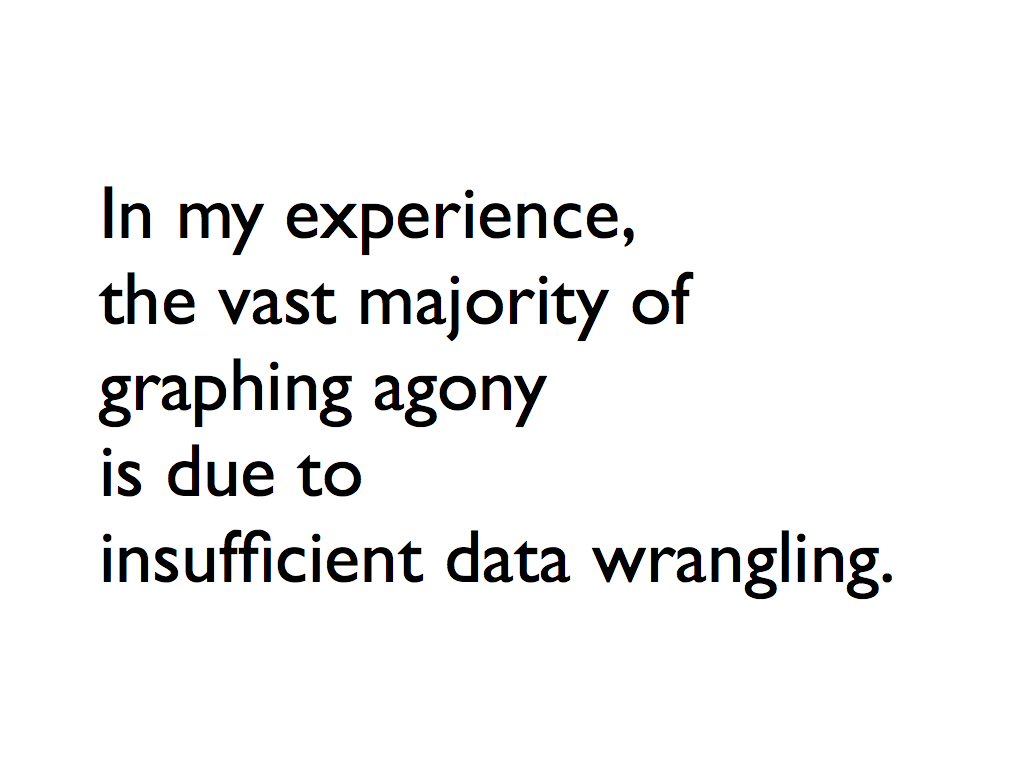 In my experience,
the vast majority of
graphing agony
is due to
insufficient data wrangling.